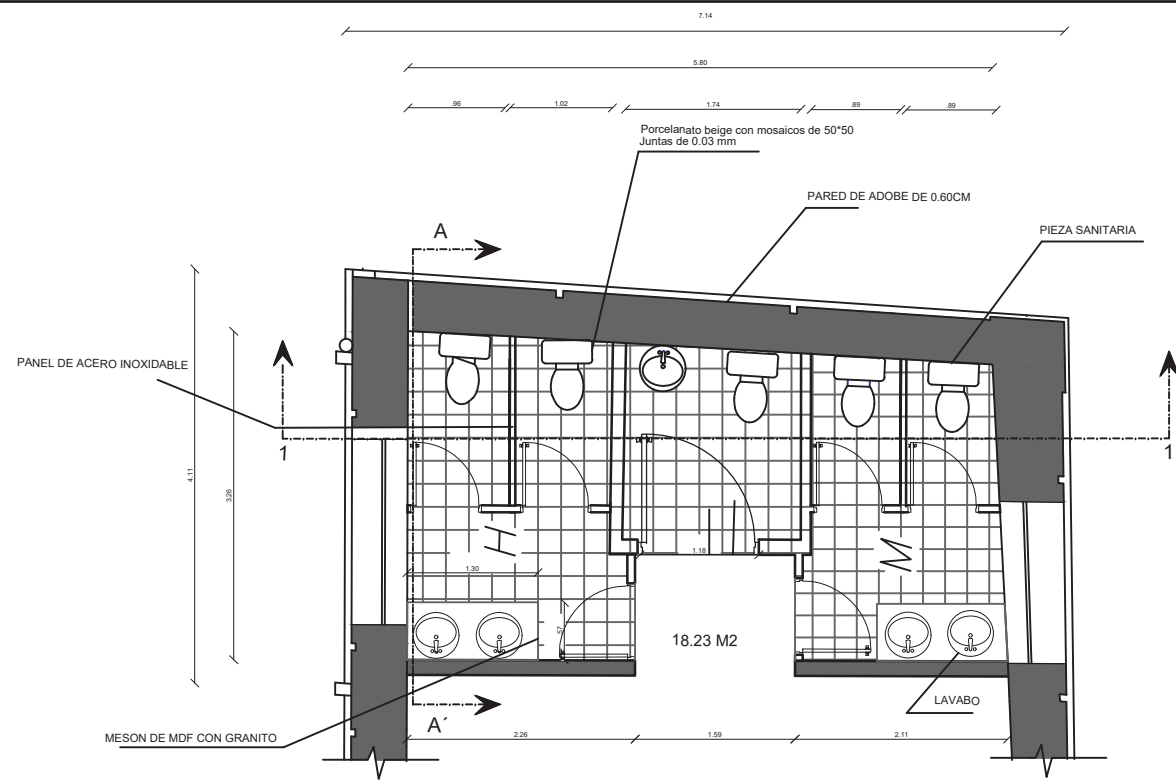 7.14
5.80
.96
1.02
1.74
.89
.89
Porcelanato beige con mosaicos de 50*50
Juntas de 0.03 mm
PARED DE ADOBE DE 0.60CM
PIEZA SANITARIA
A
PANEL DE ACERO INOXIDABLE
1
1
4.11
3.26
H
M
1.18
1.30
.57
18.23 M2
LAVABO
A´
MESON DE MDF CON GRANITO
2.26
1.59
2.11